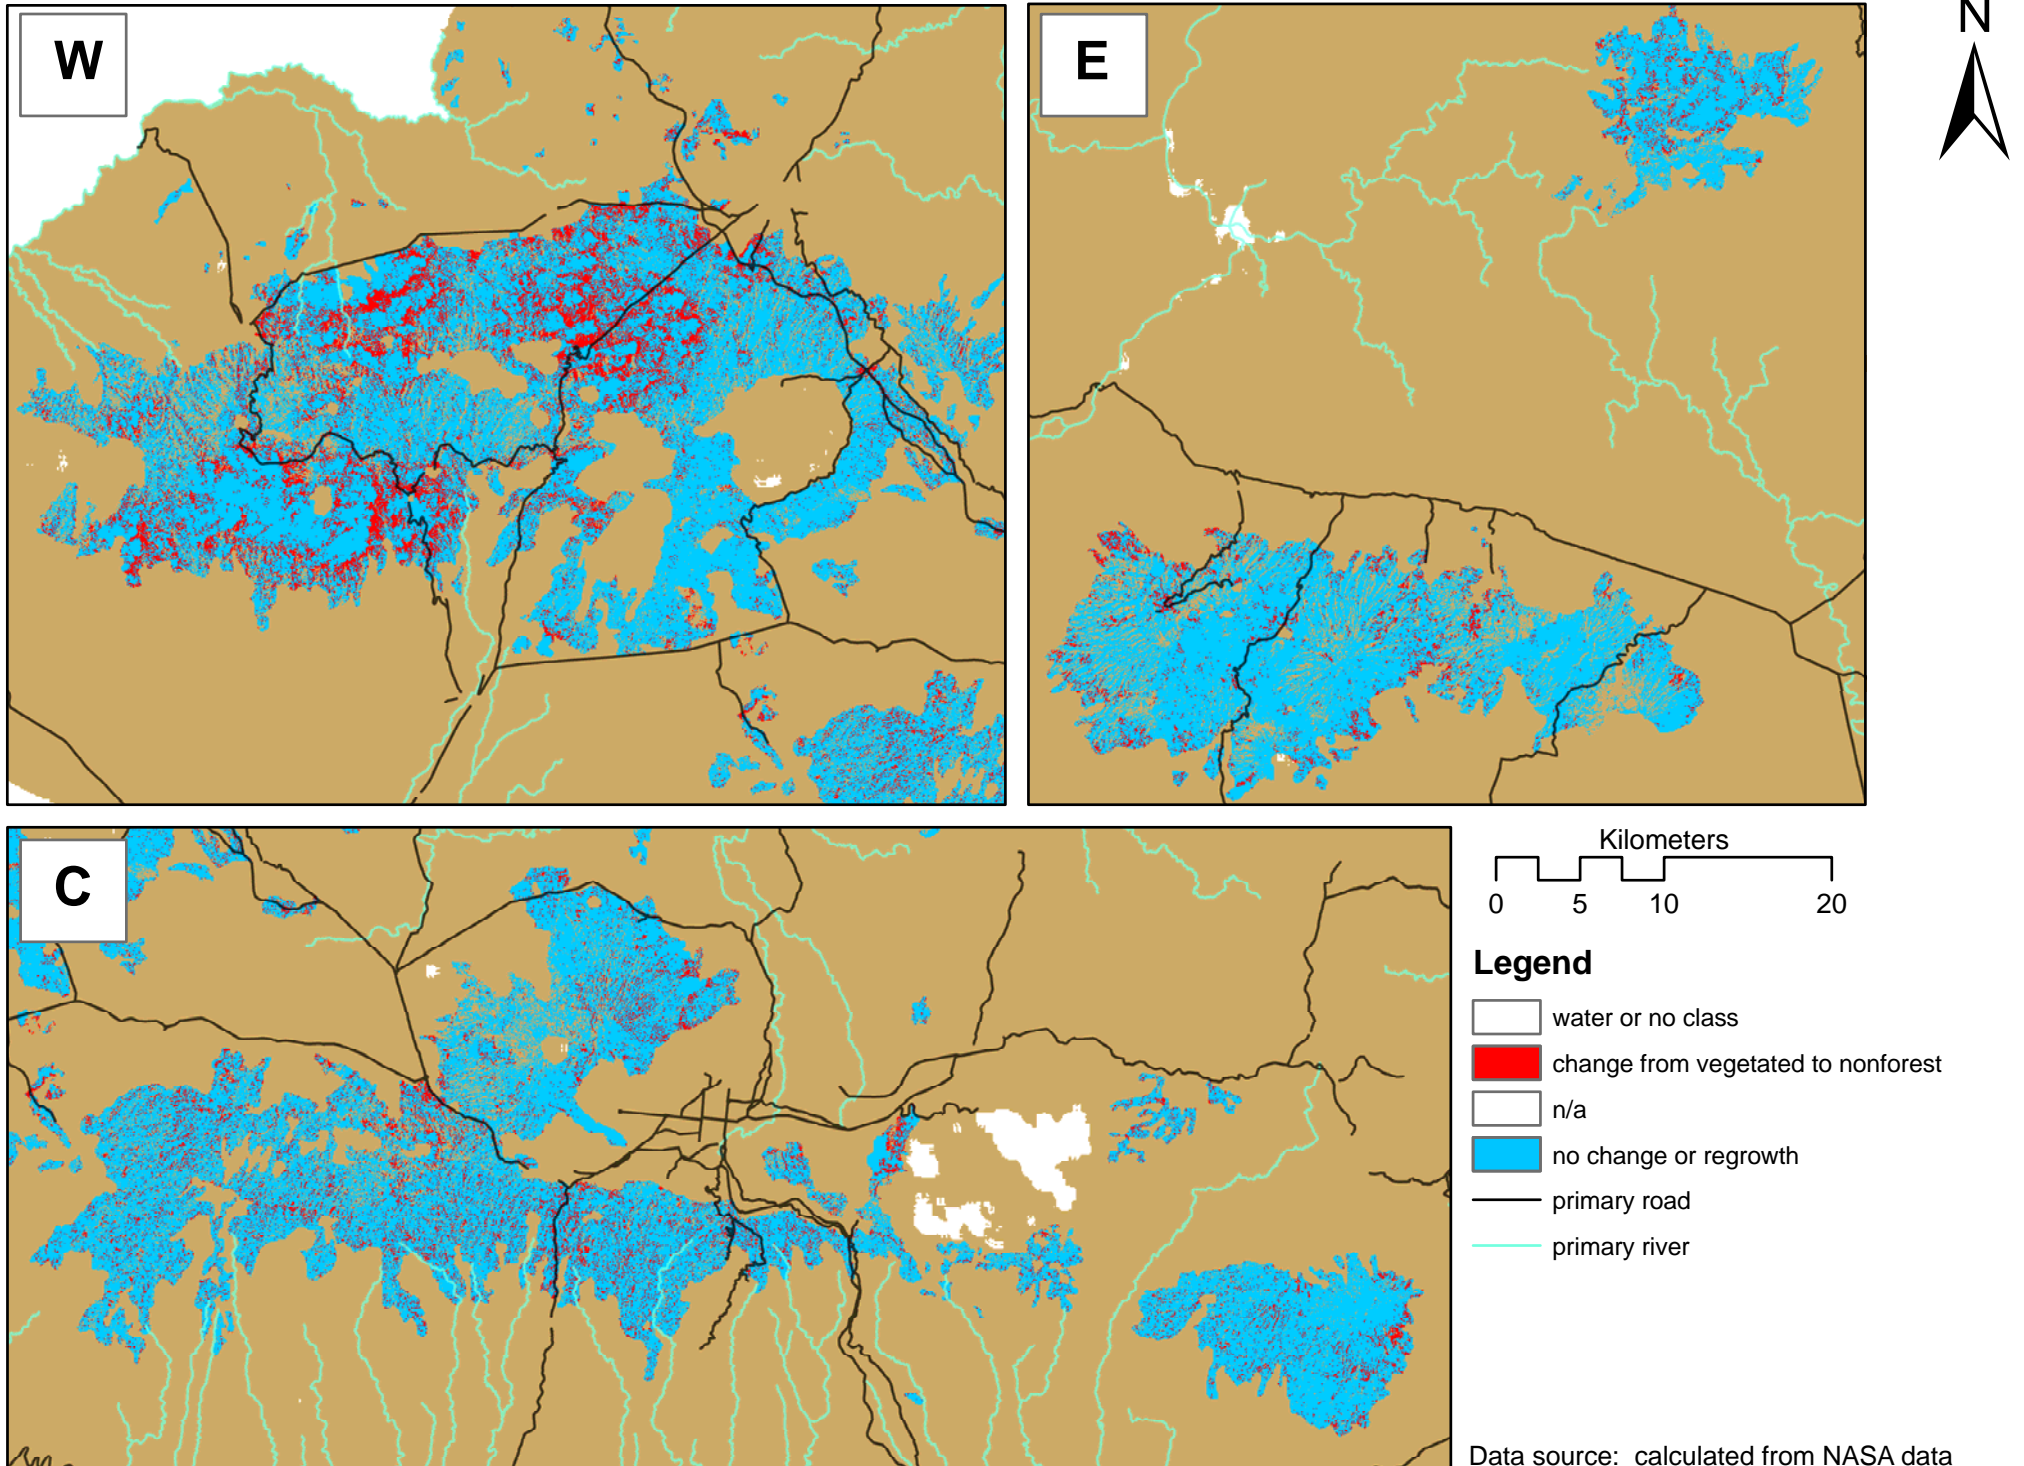 W
E
N
C
Kilometers
0 5 10 20
Legend
water or no class
change from vegetated to nonforest
n/a
no change or regrowth
primary road
primary river
Data source: calculated from NASA data